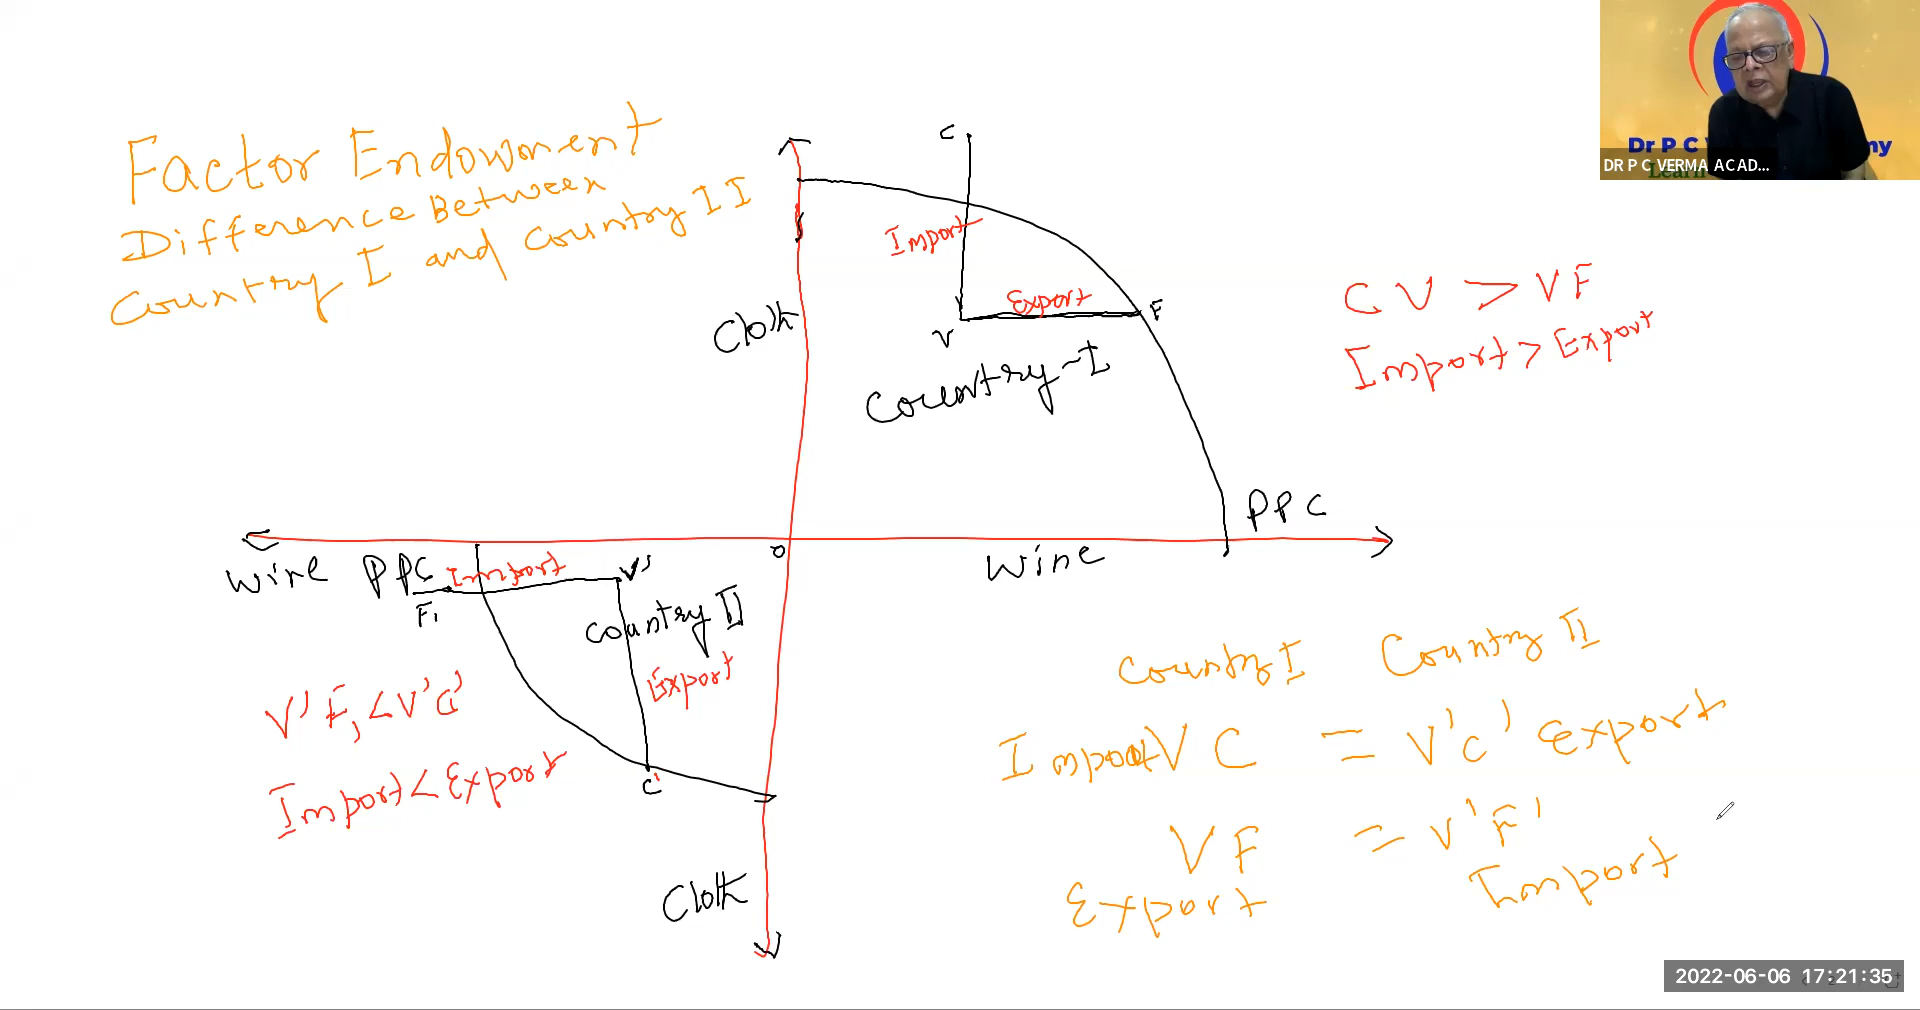 Factor Endowment
Difference Between
Country I and Country II
C
Import
Export
V
F
Cloth
Country-I
CV > VF
Import > Export
PPC
Wine
O
Wine
PPC
Import
V'
F1
Country II
Export
V'F1 < V'C'
Import < Export
C'
Cloth
Country I Country II
VC = V'C' Export
VF = V'F'
Export Import
Dr P C
DR P C VERMA ACAD...
2022-06-06 17:21:35